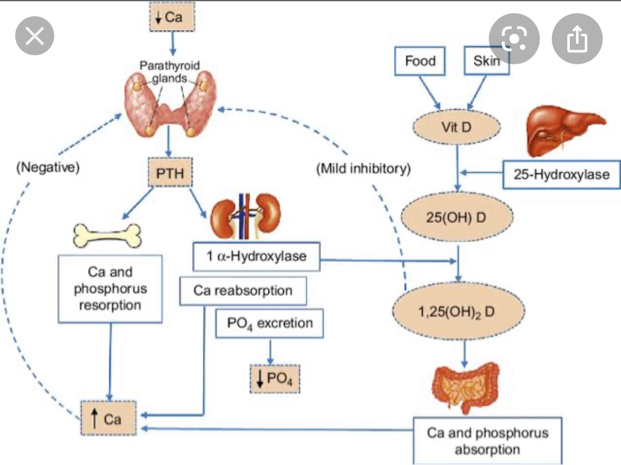 ↓ Ca
Parathyroid
glands
Food
Skin
Vit D
(Negative)
PTH
(Mild inhibitory)
25-Hydroxylase
25(OH) D
1 α-Hydroxylase
Ca and
phosphorus
resorption
Ca reabsorption
PO₄ excretion
1,25(OH)₂ D
↓ PO₄
↑ Ca
Ca and phosphorus
absorption